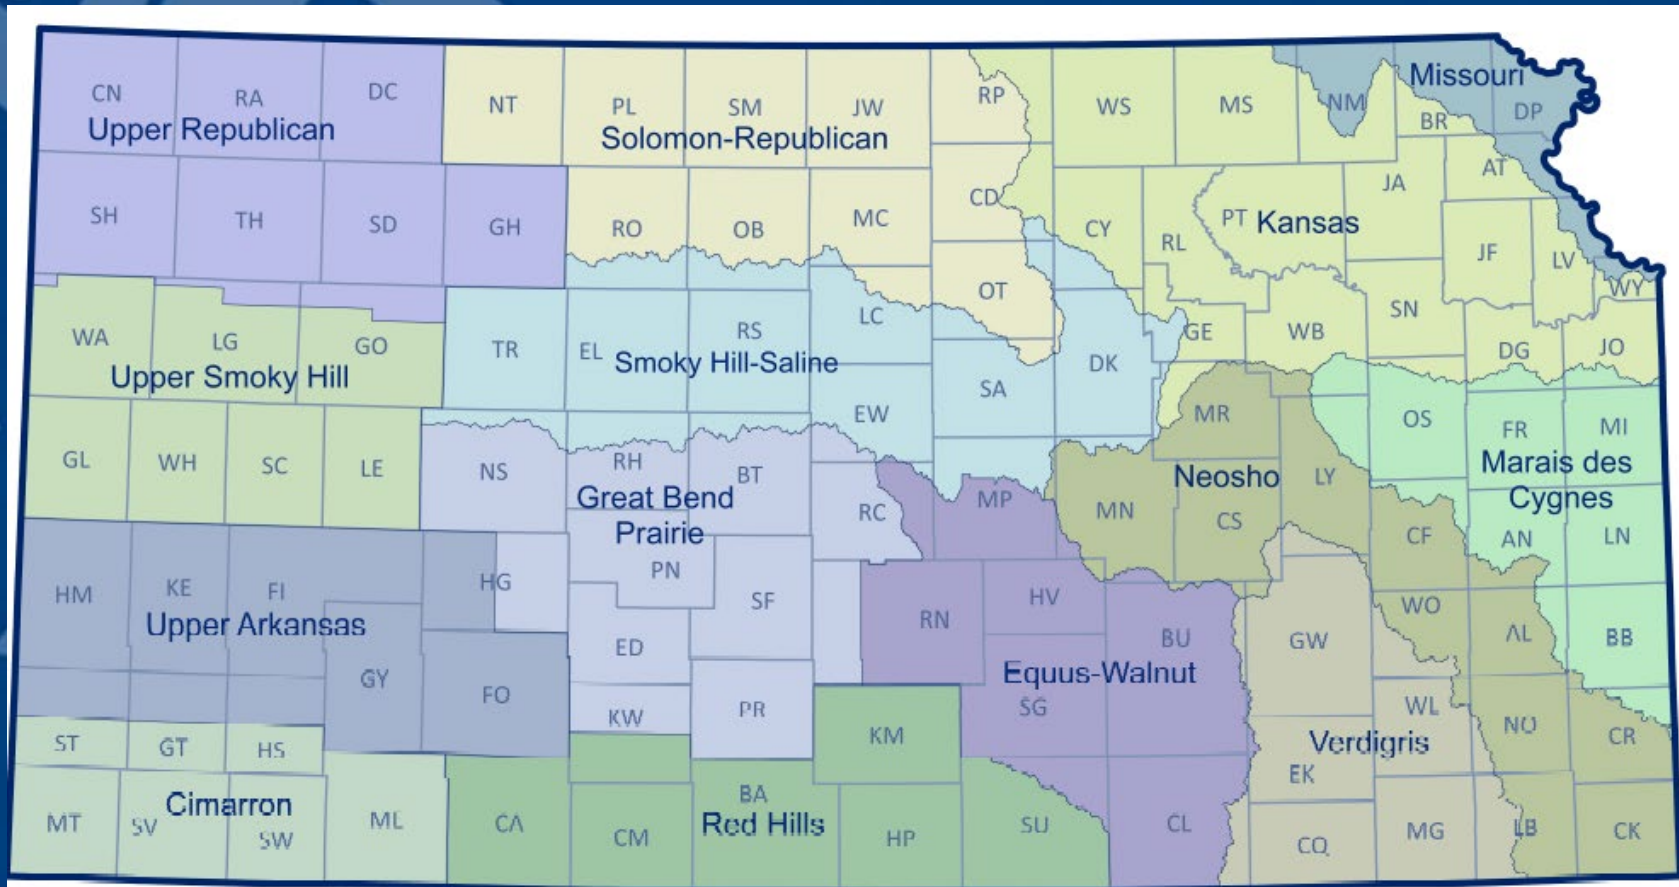 Missouri
CN
RA
DC
NT
PL
SM
JW
RP
WS
MS
NM
BR
DP
Upper Republican
Solomon-Republican
AT
SH
TH
SD
GH
RO
OB
MC
CD
CY
RL
PT
Kansas
JA
JF
LV
WY
WA
LG
GO
TR
EL
RS
LC
OT
GE
WB
SN
DG
JO
Upper Smoky Hill
Smoky Hill-Saline
SA
DK
GL
WH
SC
LE
NS
RH
BT
EW
RC
MP
MR
LY
OS
FR
MI
Great Bend
Prairie
Neosho
Marais des
Cygnes
MN
CS
CF
AN
LN
HM
KE
FI
HG
PN
SF
RN
HV
Upper Arkansas
ED
BU
GW
WO
AL
BB
GY
FO
KW
PR
Equus-Walnut
SG
WL
NO
CR
ST
GT
HS
KM
Verdigris
EK
Cimarron
MT
SV
SW
ML
CA
CM
BA
Red Hills
HP
SU
CL
CQ
MG
LB
CK